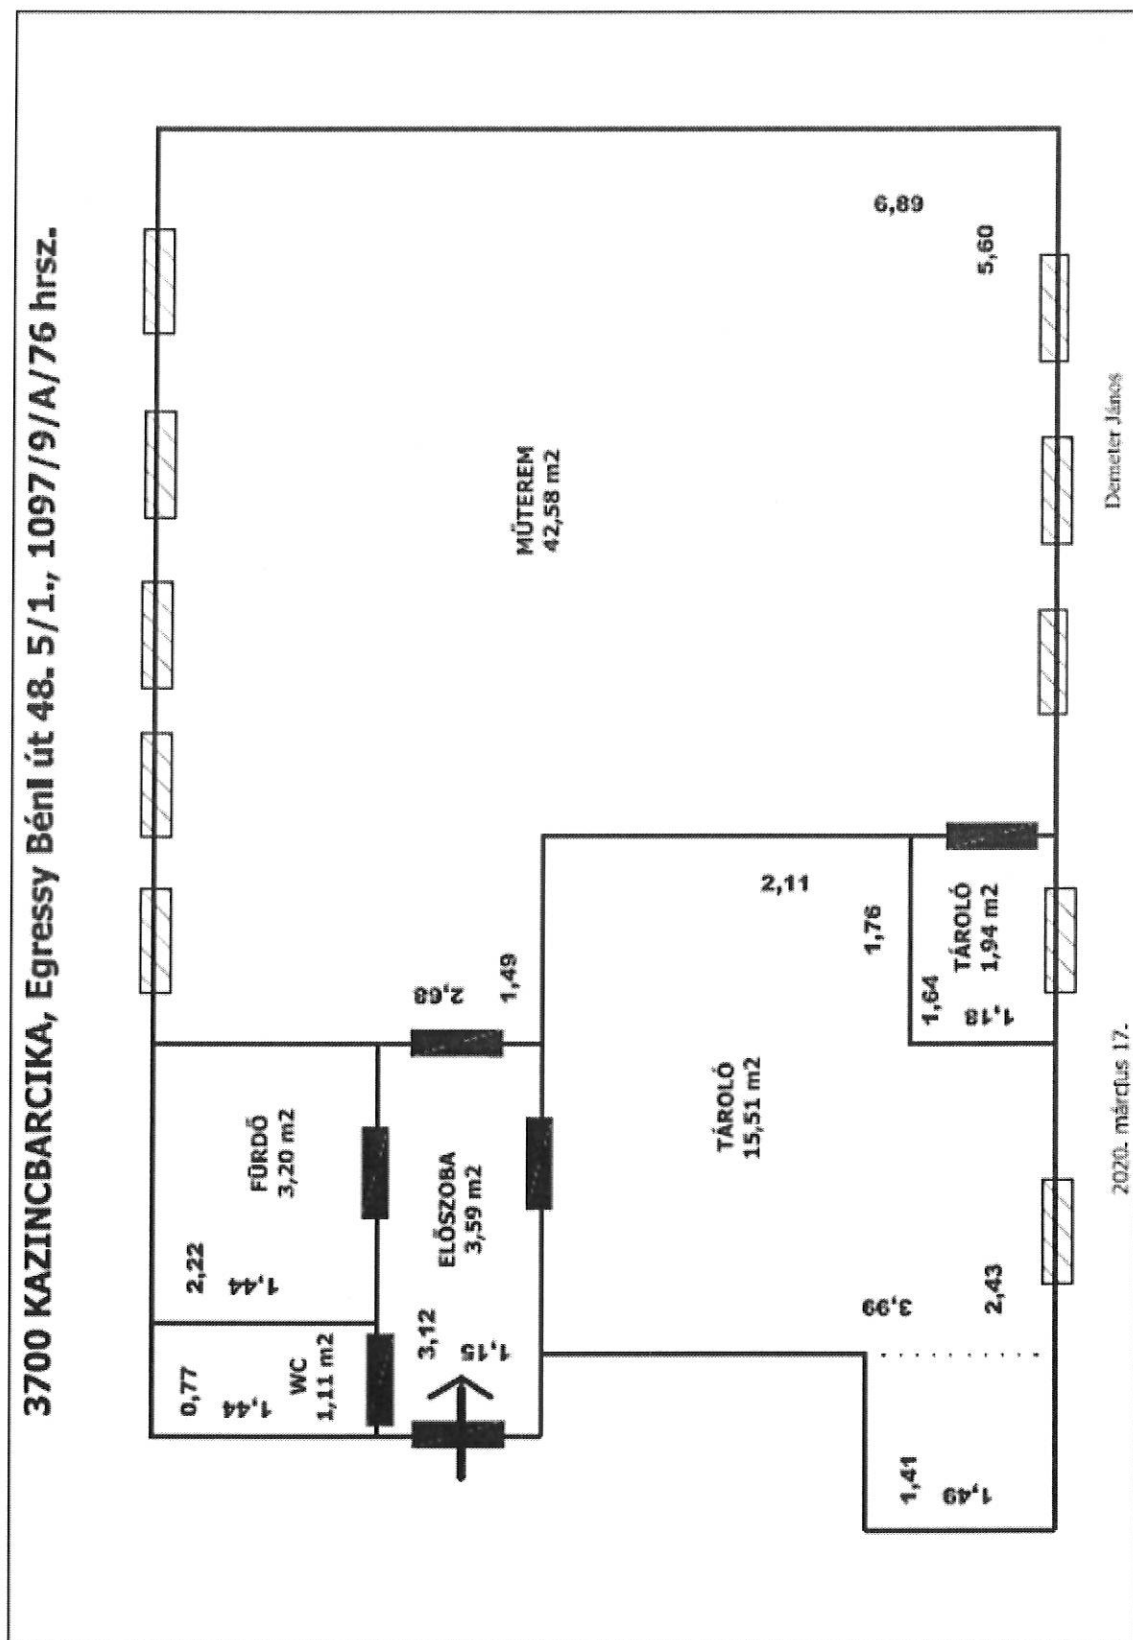 3700 KAZINCBARCIKA, Egressy Béni út 48. 5/1., 1097/9/A/76 hrsz.
0,77
1,44
WC
1,11 m2
2,22
1,44
FÜRDŐ
3,20 m2
3,12
1,15
ELŐSZOBA
3,59 m2
2,68
1,49
MŰTEREM
42,58 m2
6,89
5,60
1,41
1,49
3,99
2,43
TÁROLÓ
15,51 m2
2,11
1,76
1,64
1,18
TÁROLÓ
1,94 m2
2020. március 17.
Demeter János